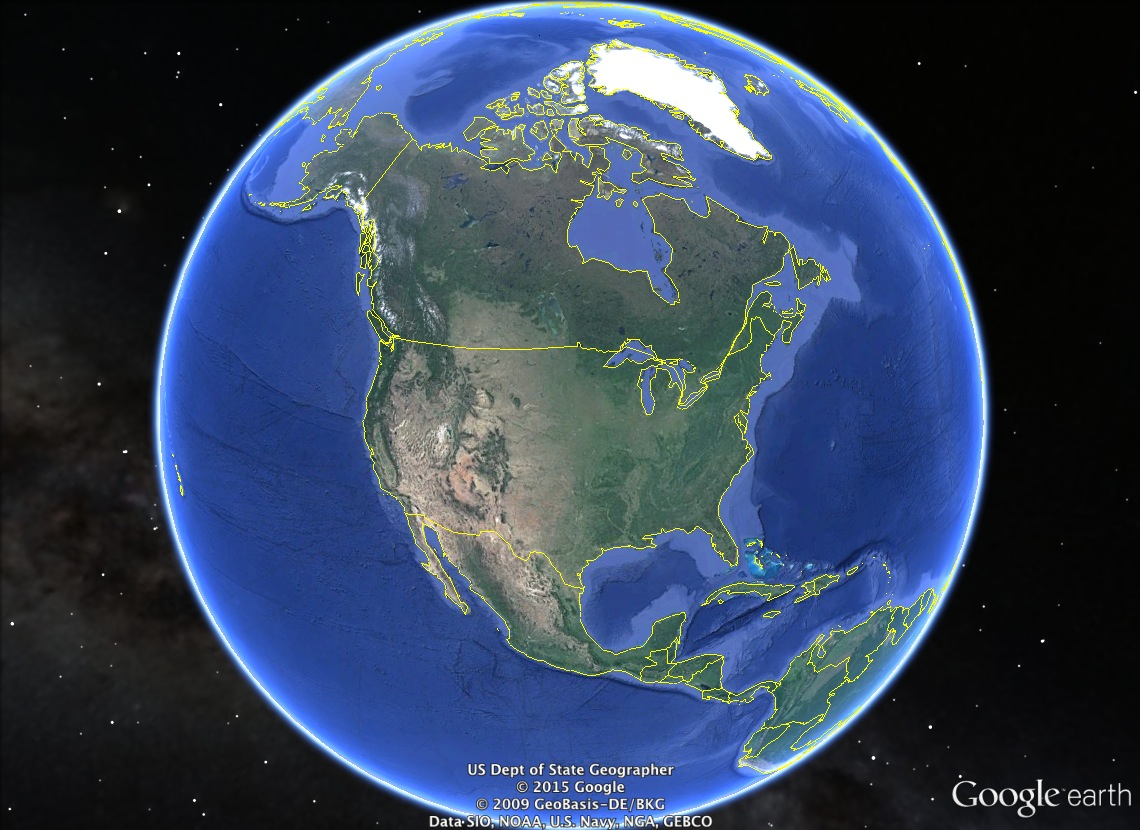 US Dept of State Geographer
© 2015 Google
© 2009 GeoBasis-DE/BKG
Data SIO, NOAA, U.S. Navy, NGA, GEBCO
Google earth